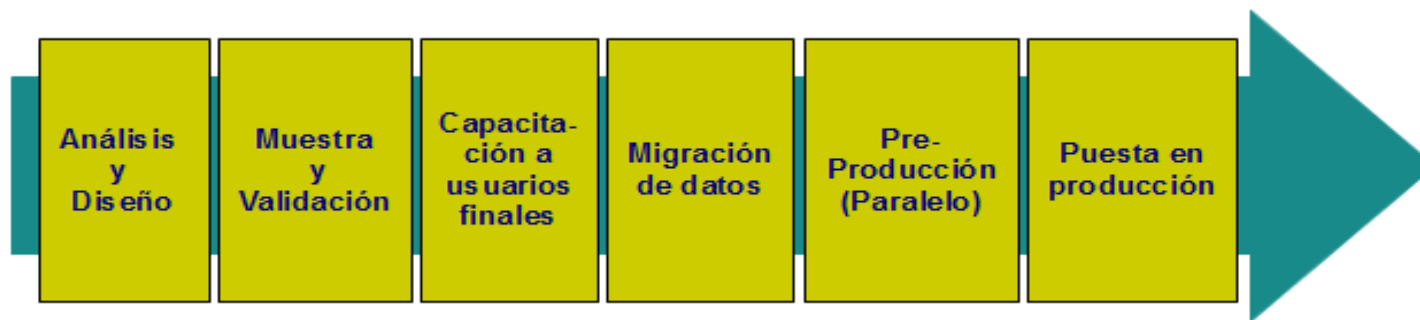 Análisis
y
Diseño
Muestra
y
Validación
Capacita-
ción a
usuarios
finales
Migración
de datos
Pre-
Producción
(Paralelo)
Puesta en
producción